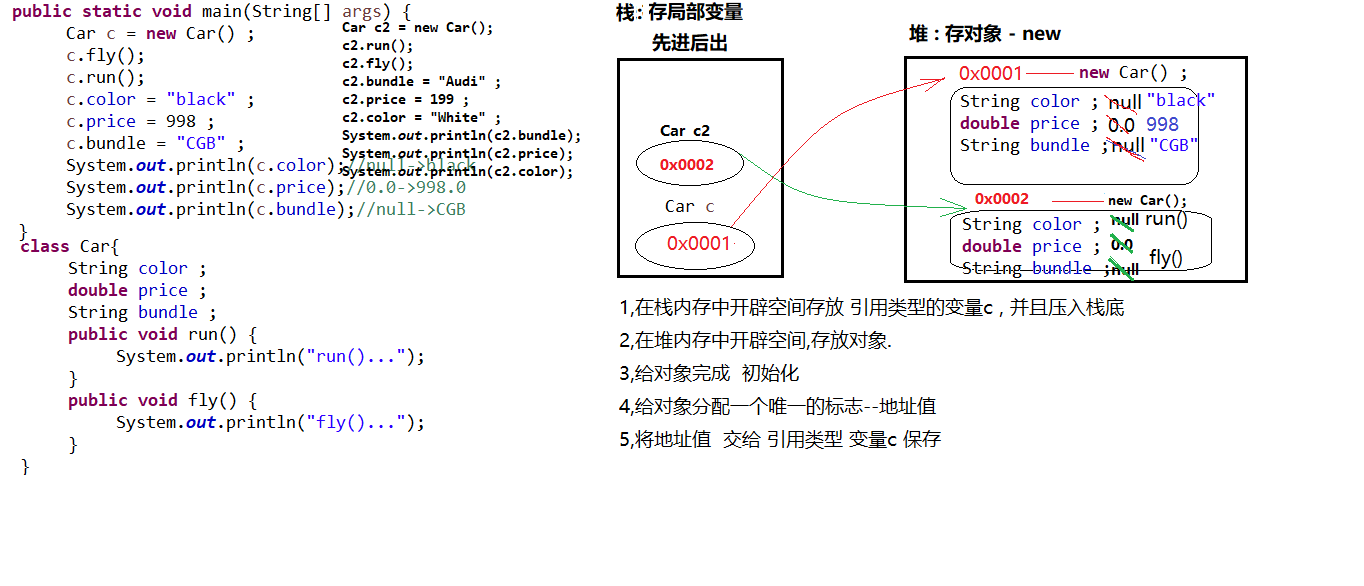 public static void main(String[] args) {
Car c = new Car() ;
c.fly();
c.run();
c.color = "black" ;
c.price = 998 ;
c.bundle = "CGB" ;
System.out.println(c.color);//null->black
System.out.println(c.price);//0.0->998.0
System.out.println(c.bundle);//null->CGB
}
class Car{
String color ;
double price ;
String bundle ;
public void run() {
System.out.println("run()...");
}
public void fly() {
System.out.println("fly()...");
}
}
Car c2 = new Car();
c2.run();
c2.fly();
c2.bundle = "Audi" ;
c2.price = 199 ;
c2.color = "White" ;
System.out.println(c2.bundle);
System.out.println(c2.price);
System.out.println(c2.color);
栈: 存局部变量
先进后出
Car c2
0x0002
Car c
0x0001
堆 : 存对象 - new
0x0001 new Car() ;
String color ; null "black"
double price ; 0.0 998
String bundle ; null "CGB"
0x0002 new Car();
String color ; null run()
double price ; 0.0
String bundle ; null fly()
1,在栈内存中开辟空间存放 引用类型的变量c , 并且压入栈底
2,在堆内存中开辟空间,存放对象.
3,给对象完成 初始化
4,给对象分配一个唯一的标志--地址值
5,将地址值 交给 引用类型 变量c 保存